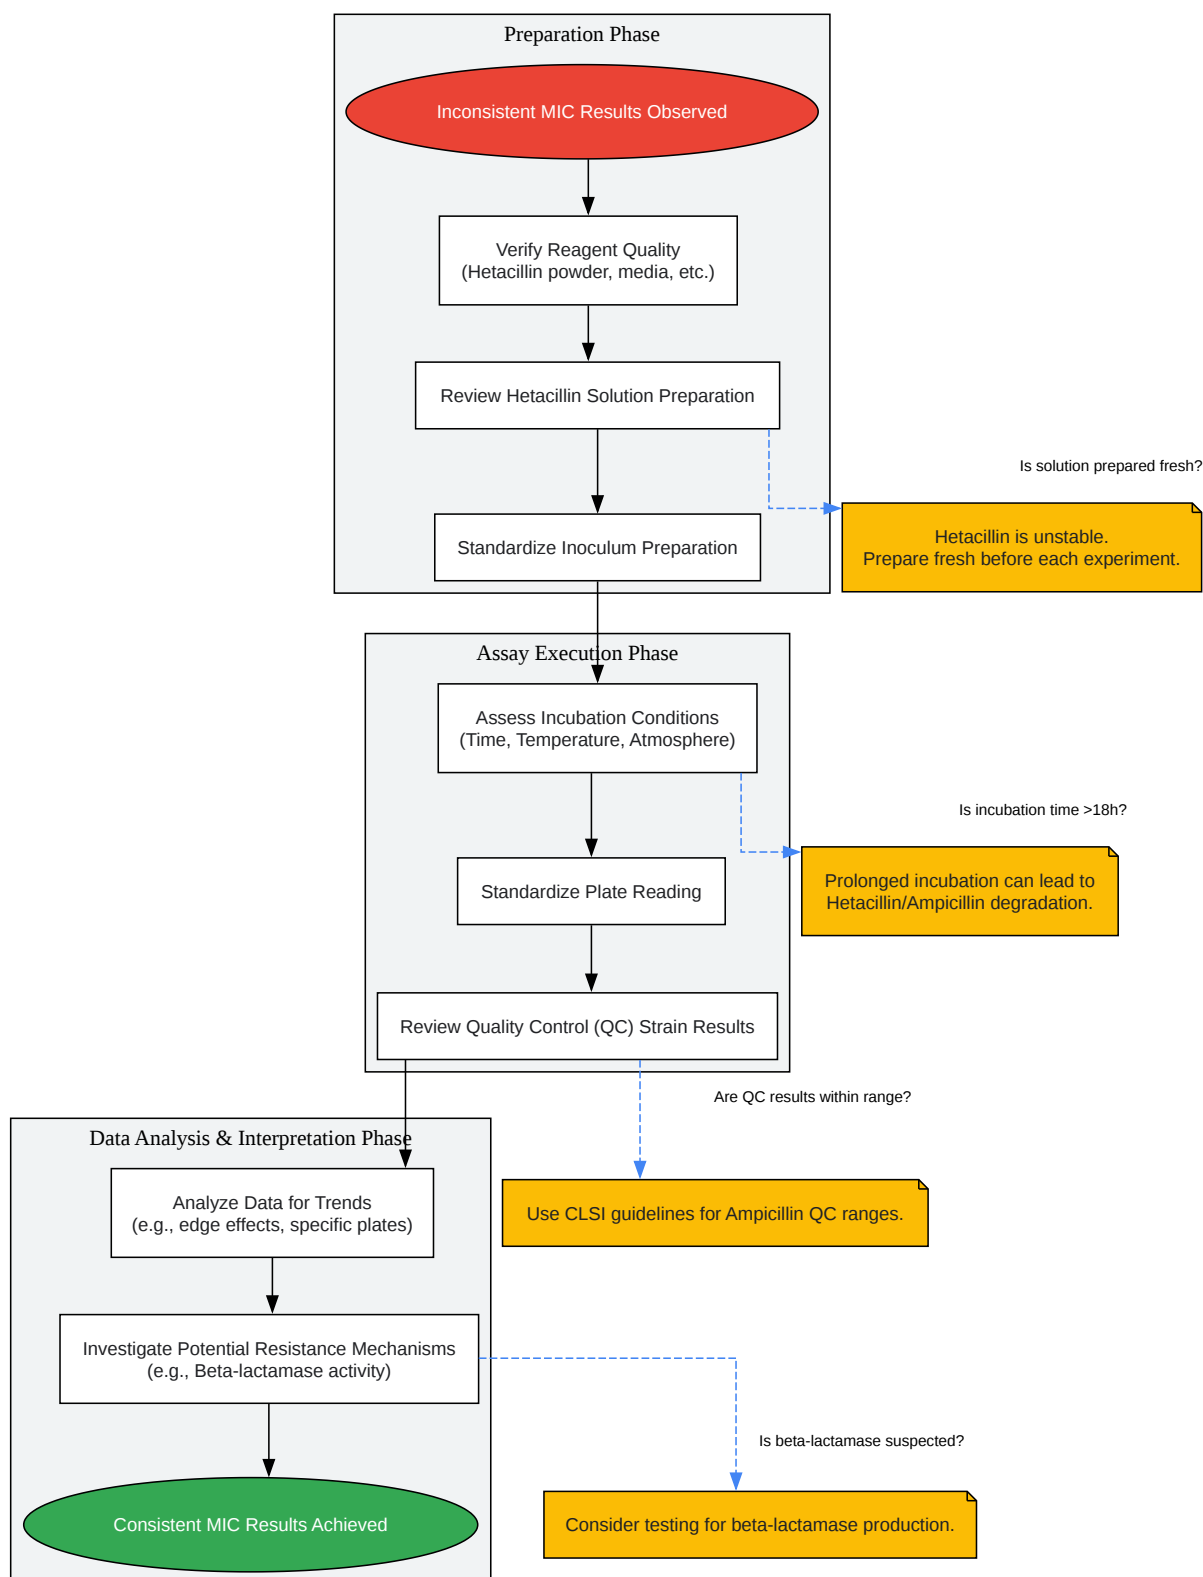 Preparation Phase
Inconsistent MIC Results Observed
Verify Reagent Quality
(Hetacillin powder, media, etc.)
Review Hetacillin Solution Preparation
Is solution prepared fresh?
Hetacillin is unstable.
Prepare fresh before each experiment.
Standardize Inoculum Preparation
Assay Execution Phase
Assess Incubation Conditions
(Time, Temperature, Atmosphere)
Is incubation time >18h?
Prolonged incubation can lead to
Hetacillin/Ampicillin degradation.
Standardize Plate Reading
Review Quality Control (QC) Strain Results
Are QC results within range?
Use CLSI guidelines for Ampicillin QC ranges.
Data Analysis & Interpretation Phase
Analyze Data for Trends
(e.g., edge effects, specific plates)
Investigate Potential Resistance Mechanisms
(e.g., Beta-lactamase activity)
Is beta-lactamase suspected?
Consider testing for beta-lactamase production.
Consistent MIC Results Achieved